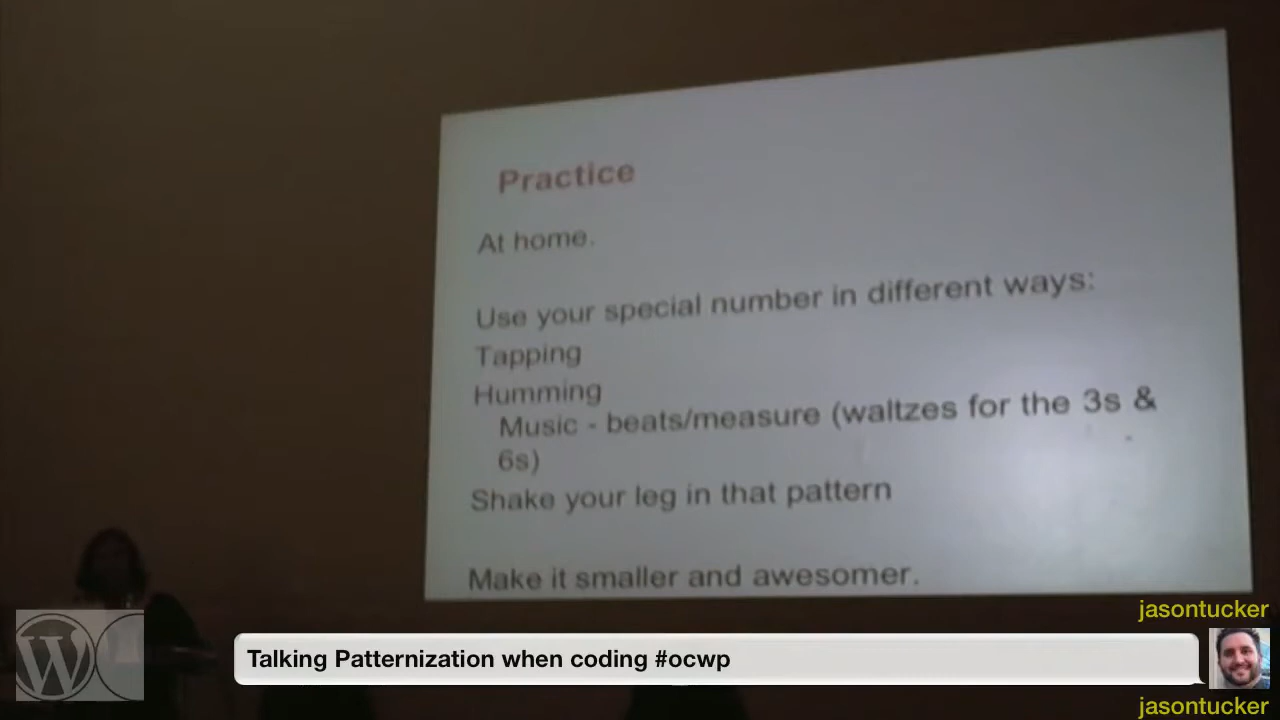 Practice
At home.
Use your special number in different ways:
Tapping
Humming
Music - beats/measure (waltzes for the 3s &
6s)
Shake your leg in that pattern
Make it smaller and awesomer.
jasontucker
Talking Patternization when coding #ocwp
jasontucker